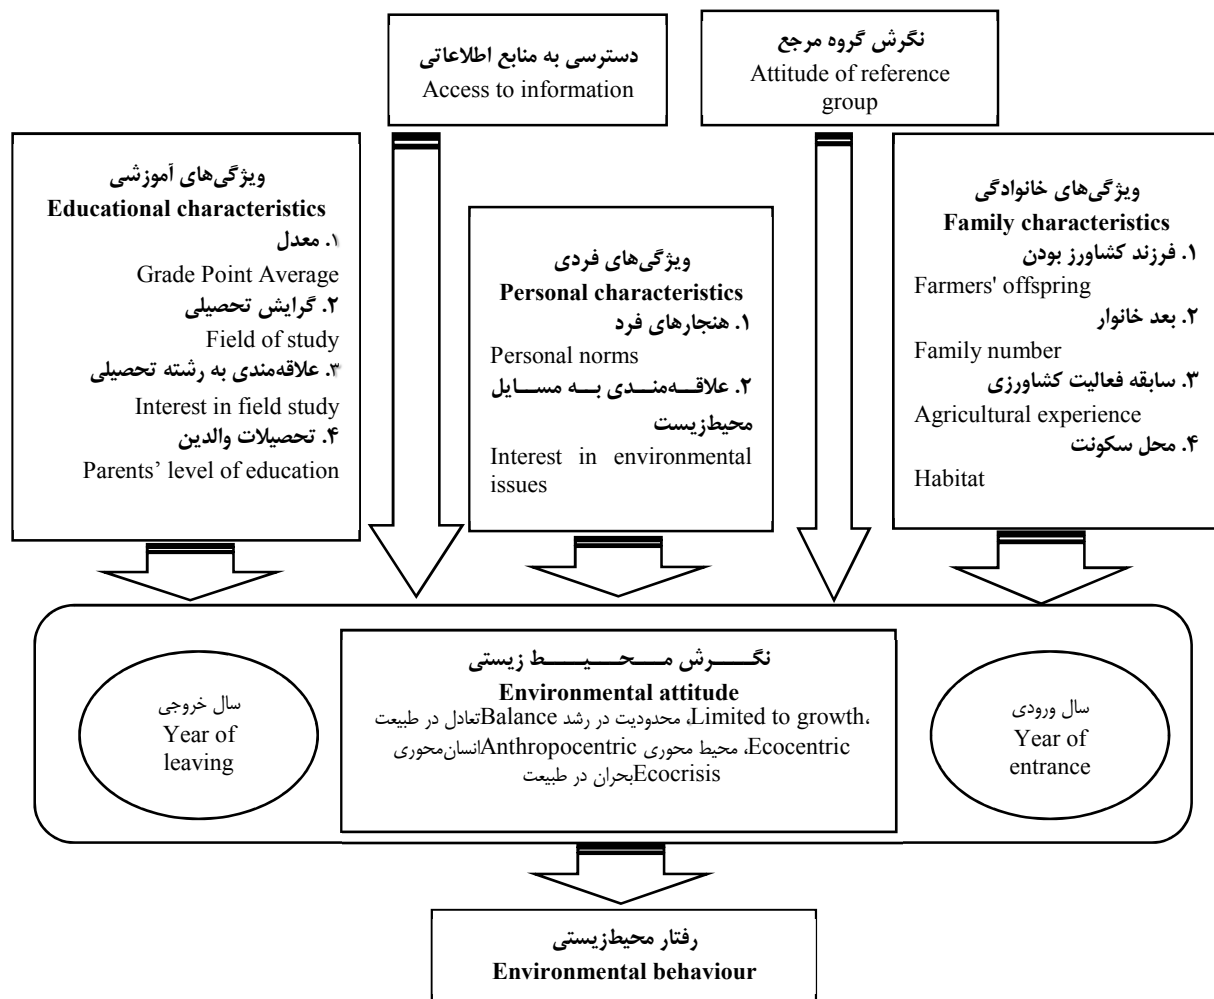 دسترسی به منابع اطلاعاتی
Access to information
نگرش گروه مرجع
Attitude of reference
group
ویژگی‌های آموزشی
Educational characteristics
۱. معدل
Grade Point Average
۲. گرایش تحصیلی
Field of study
۳. علاقه‌مندی به رشته تحصیلی
Interest in field study
۴. تحصیلات والدین
Parents’ level of education
ویژگی‌های فردی
Personal characteristics
۱. هنجارهای فرد
Personal norms
۲. علاقــه‌منــدی بــه مســایل
محیط‌زیست
Interest in environmental
issues
ویژگی‌های خانوادگی
Family characteristics
۱. فرزند کشاورز بودن
Farmers' offspring
۲. بعد خانوار
Family number
۳. سابقه فعالیت کشاورزی
Agricultural experience
۴. محل سکونت
Habitat
سال خروجی
Year of
leaving
نگــــرش مــحــیــــط زیستی
Environmental attitude
تعادل در طبیعت Balance، محدودیت در رشد Limited to growth،
انسان‌محوری Anthropocentric، محیط محوری Ecocentric
بحران در طبیعت Ecocrisis
سال ورودی
Year of
entrance
رفتار محیط‌زیستی
Environmental behaviour